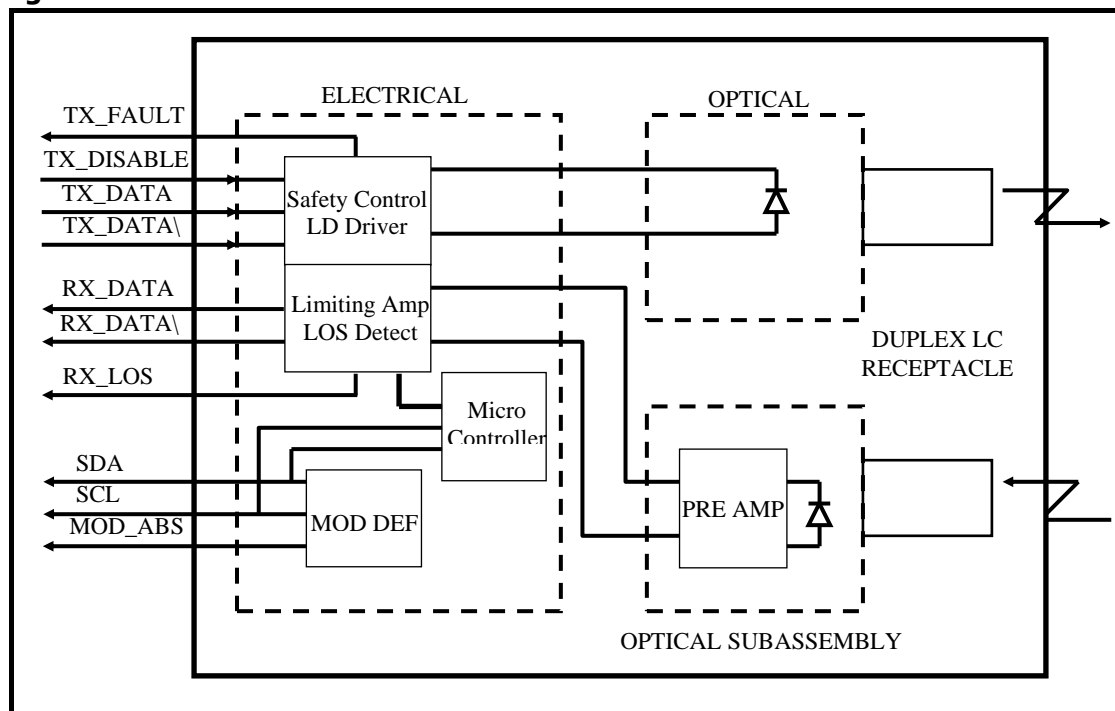 ELECTRICAL
OPTICAL
TX_FAULT
TX_DISABLE
TX_DATA
TX_DATA\
Safety Control
LD Driver
RX_DATA
RX_DATA\
Limiting Amp
LOS Detect
DUPLEX LC
RECEPTACLE
RX_LOS
Micro
Controller
SDA
SCL
MOD_ABS
MOD DEF
PRE AMP
OPTICAL SUBASSEMBLY